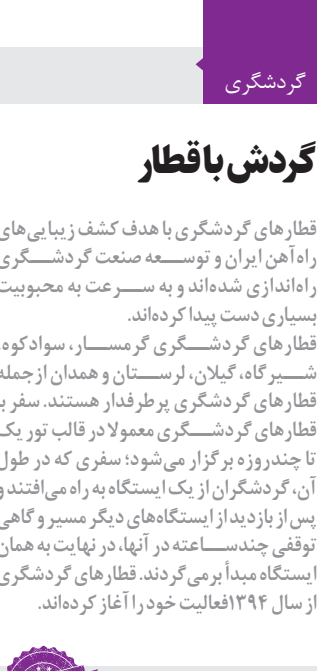 گردشگری
گردش با قطار
قطارهای گردشگری با هدف کشف زیبایی‌های
راه‌آهن ایران و توسعه صنعت گردشگری
راه‌اندازی شده‌اند و به سرعت به محبوبیت
بسیاری دست پیدا کرده‌اند.
قطارهای گردشگری گرمسار، سوادکوه،
شیرگاه، گیلان، لرستان و همدان ازجمله
قطارهای گردشگری پرطرفدار هستند. سفر با
قطارهای گردشگری معمولا در قالب تور یک
تا چندروزه برگزار می‌شود؛ سفری که در طول
آن، گردشگران از یک ایستگاه به راه می‌افتند و
پس از بازدید از ایستگاه‌های دیگر مسیر و گاهی
توقفی چندساعته در آنها، در نهایت به همان
ایستگاه مبدأ برمی‌گردند. قطارهای گردشگری
از سال ۱۳۹۴ فعالیت خود را آغاز کرده‌اند.